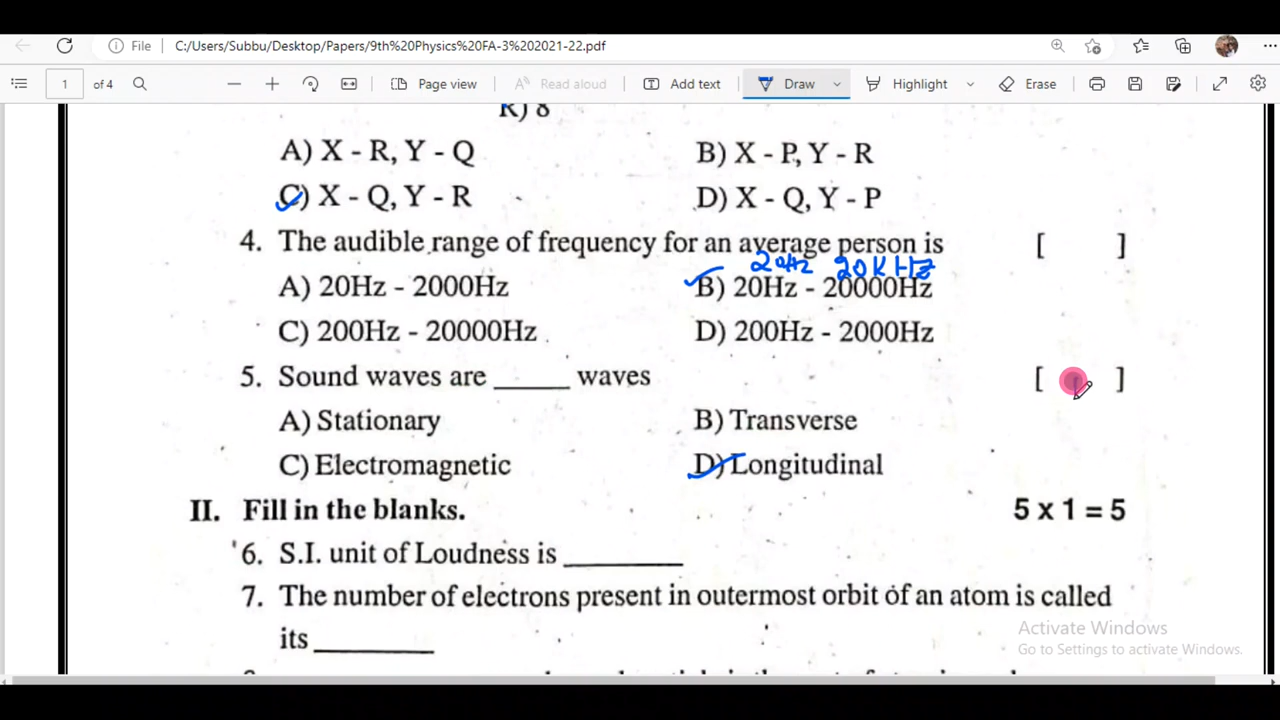 File C:/Users/Subbu/Desktop/Papers/9th%20Physics%20FA-3%202021-22.pdf
1 of 4 Page view Read aloud Add text Draw Highlight Erase
R) 8
A) X - R, Y - Q B) X - P, Y - R
C) X - Q, Y - R D) X - Q, Y - P
4. The audible range of frequency for an average person is [ ]
20Hz 20KHz
A) 20Hz - 2000Hz B) 20Hz - 20000Hz
C) 200Hz - 20000Hz D) 200Hz - 2000Hz
5. Sound waves are _____ waves [ ]
A) Stationary B) Transverse
C) Electromagnetic D) Longitudinal
II. Fill in the blanks. 5 x 1 = 5
6. S.I. unit of Loudness is ________
7. The number of electrons present in outermost orbit of an atom is called
its ________
Activate Windows
Go to Settings to activate Windows.